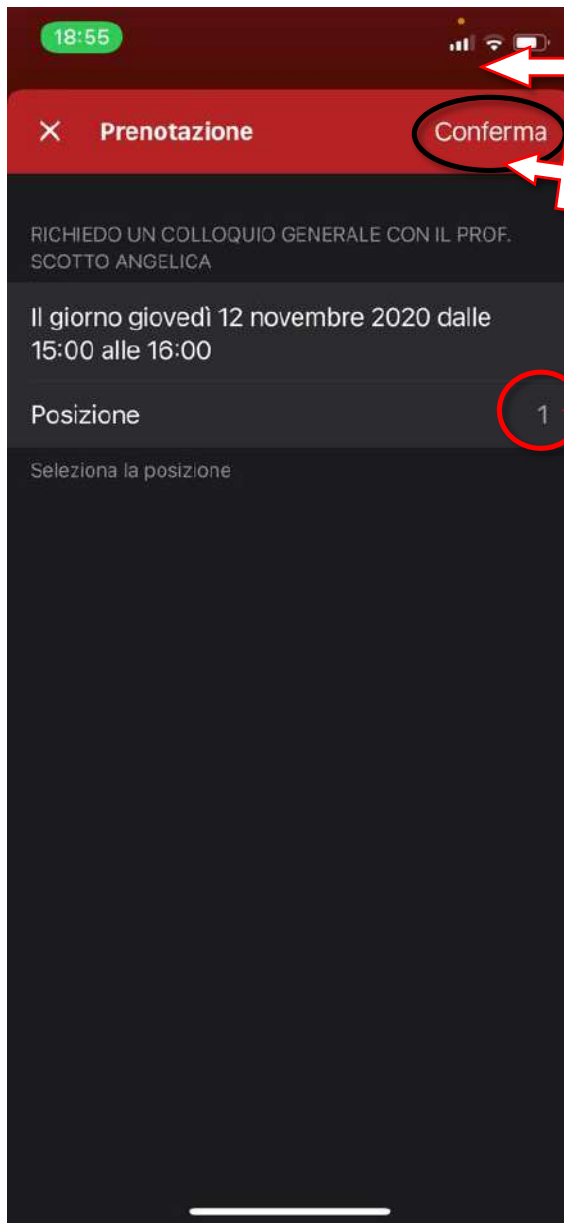 18:55
Prenotazione
Conferma
RICHIEDO UN COLLOQUIO GENERALE CON IL PROF.
SCOTTO ANGELICA
Il giorno giovedì 12 novembre 2020 dalle
15:00 alle 16:00
Posizione
1
Seleziona la posizione